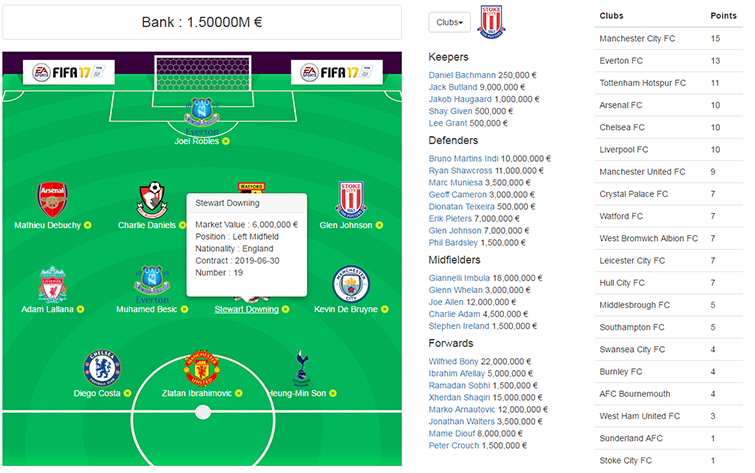 Bank : 1.50000M €
EA SPORTS FIFA 17
EA SPORTS FIFA 17
Everton
Joel Robles
ARSENAL
WATFORD
STOKE
CITY
Mathieu Debuchy
Charlie Daniels
Glen Johnson
Stewart Downing
Market Value : 6,000,000 €
Position : Left Midfield
Nationality : England
Contract : 2019-06-30
Number : 19
Everton
MANCHESTER
CITY
Adam Lallana
Muhamed Besic
Stewart Downing
Kevin De Bruyne
CHELSEA
MANCHESTER
UNITED
Diego Costa
Zlatan Ibrahimovic
Heung-Min Son
Clubs
STOKE
CITY
Keepers
Daniel Bachmann 250,000 €
Jack Butland 9,000,000 €
Jakob Haugaard 1,000,000 €
Shay Given 500,000 €
Lee Grant 500,000 €
Defenders
Bruno Martins Indi 10,000,000 €
Ryan Shawcross 11,000,000 €
Marc Muniesa 3,500,000 €
Geoff Cameron 3,000,000 €
Dionatan Teixeira 500,000 €
Erik Pieters 7,000,000 €
Glen Johnson 7,000,000 €
Phil Bardsley 1,500,000 €
Midfielders
Giannelli Imbula 18,000,000 €
Glenn Whelan 3,000,000 €
Joe Allen 12,000,000 €
Charlie Adam 4,500,000 €
Stephen Ireland 1,500,000 €
Forwards
Wilfried Bony 22,000,000 €
Ibrahim Afellay 5,000,000 €
Ramadan Sobhi 1,500,000 €
Xherdan Shaqiri 15,000,000 €
Marko Arnautovic 12,000,000 €
Jonathan Walters 3,500,000 €
Mame Diouf 8,000,000 €
Peter Crouch 1,500,000 €
Clubs Points
Manchester City FC 15
Everton FC 13
Tottenham Hotspur FC 11
Arsenal FC 10
Chelsea FC 10
Liverpool FC 10
Manchester United FC 9
Crystal Palace FC 7
Watford FC 7
West Bromwich Albion FC 7
Leicester City FC 7
Hull City FC 7
Middlesbrough FC 5
Southampton FC 5
Swansea City FC 4
Burnley FC 4
AFC Bournemouth 4
West Ham United FC 3
Sunderland AFC 1
Stoke City FC 1